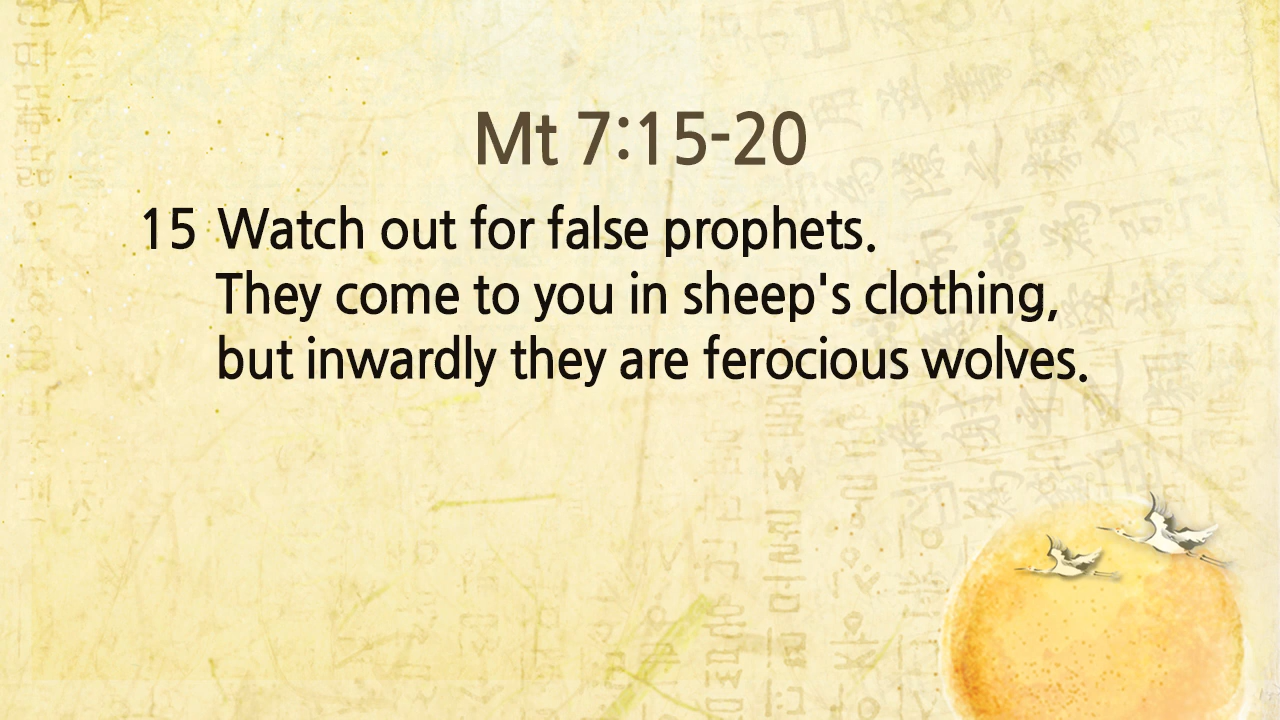 Mt 7:15-20
15 Watch out for false prophets.
They come to you in sheep's clothing,
but inwardly they are ferocious wolves.